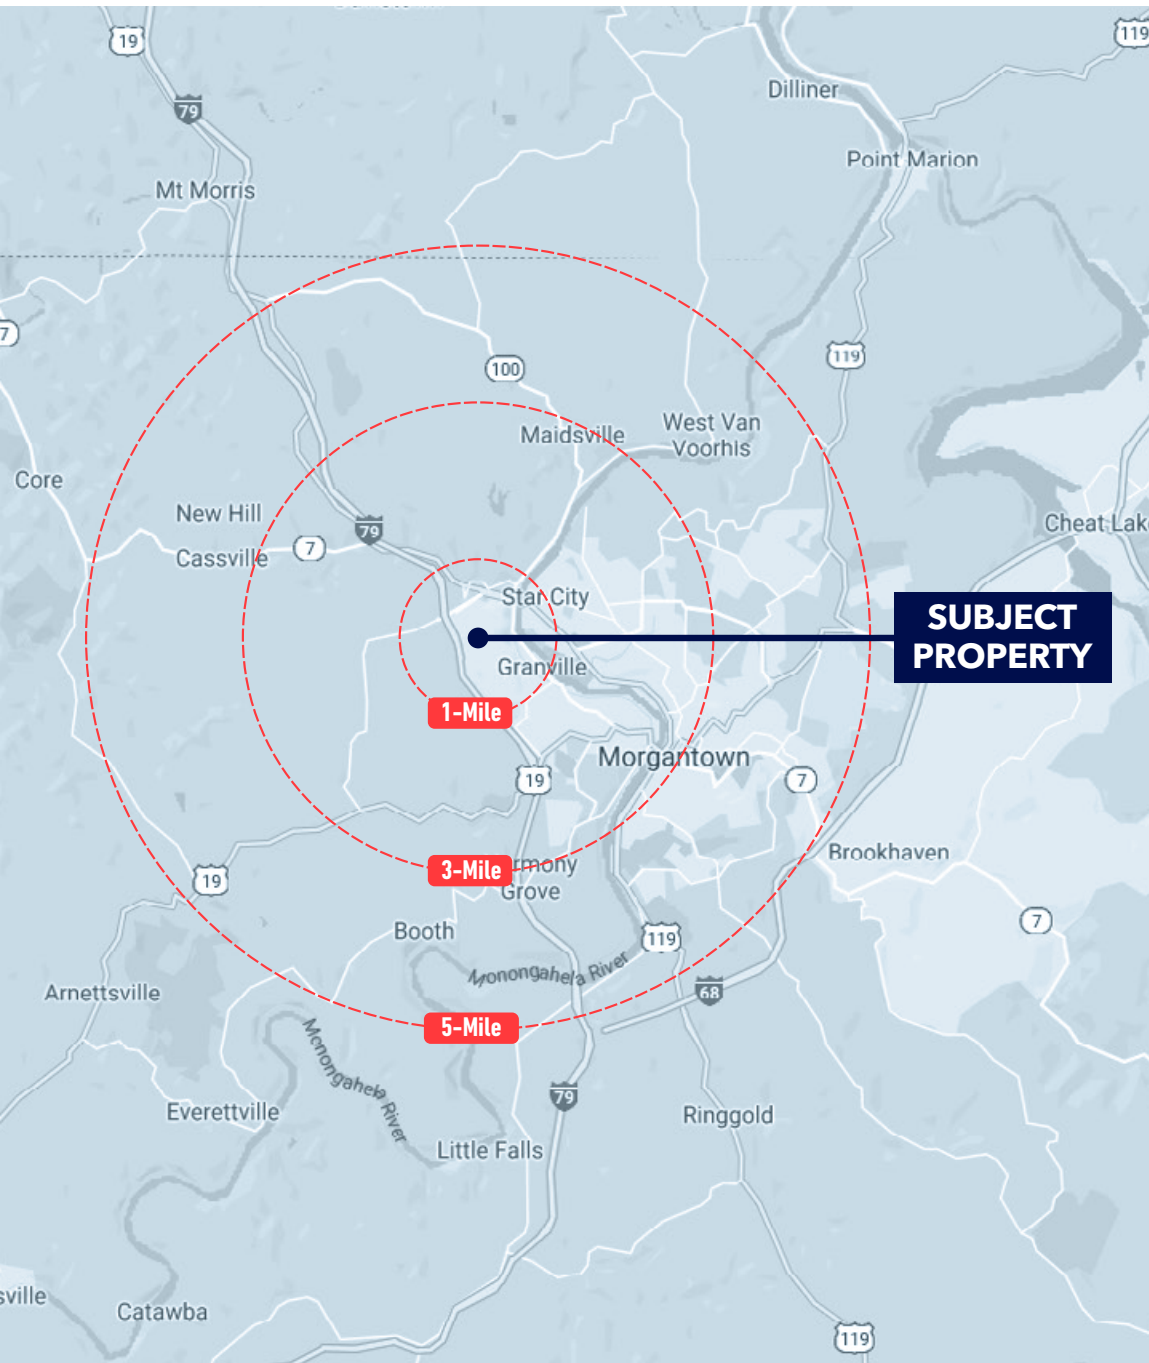 19
119
79
Dilliner
Point Marion
Mt Morris
7
119
100
West Van
Voorhis
Maidsville
Core
New Hill
79
7
Cassville
Cheat Lak
Star City
SUBJECT
PROPERTY
Granville
1-Mile
Morgantown
19
7
Brookhaven
3-Mile
rmony
Grove
19
7
Booth
119
Monongahela River
68
Arnettsville
5-Mile
Monongahela River
79
Everettville
Ringgold
Little Falls
sville
Catawba
119